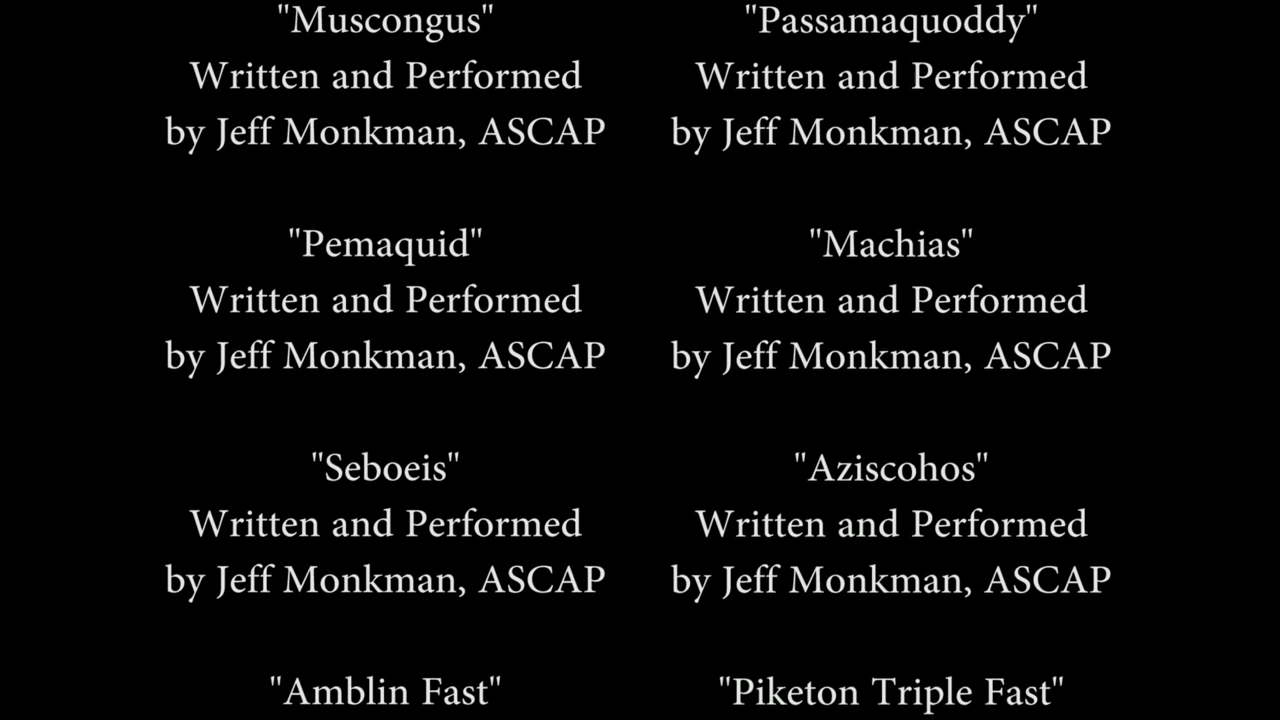 "Muscongus"
Written and Performed
by Jeff Monkman, ASCAP
"Passamaquoddy"
Written and Performed
by Jeff Monkman, ASCAP
"Pemaquid"
Written and Performed
by Jeff Monkman, ASCAP
"Machias"
Written and Performed
by Jeff Monkman, ASCAP
"Seboeis"
Written and Performed
by Jeff Monkman, ASCAP
"Aziscohos"
Written and Performed
by Jeff Monkman, ASCAP
"Amblin Fast"
"Piketon Triple Fast"